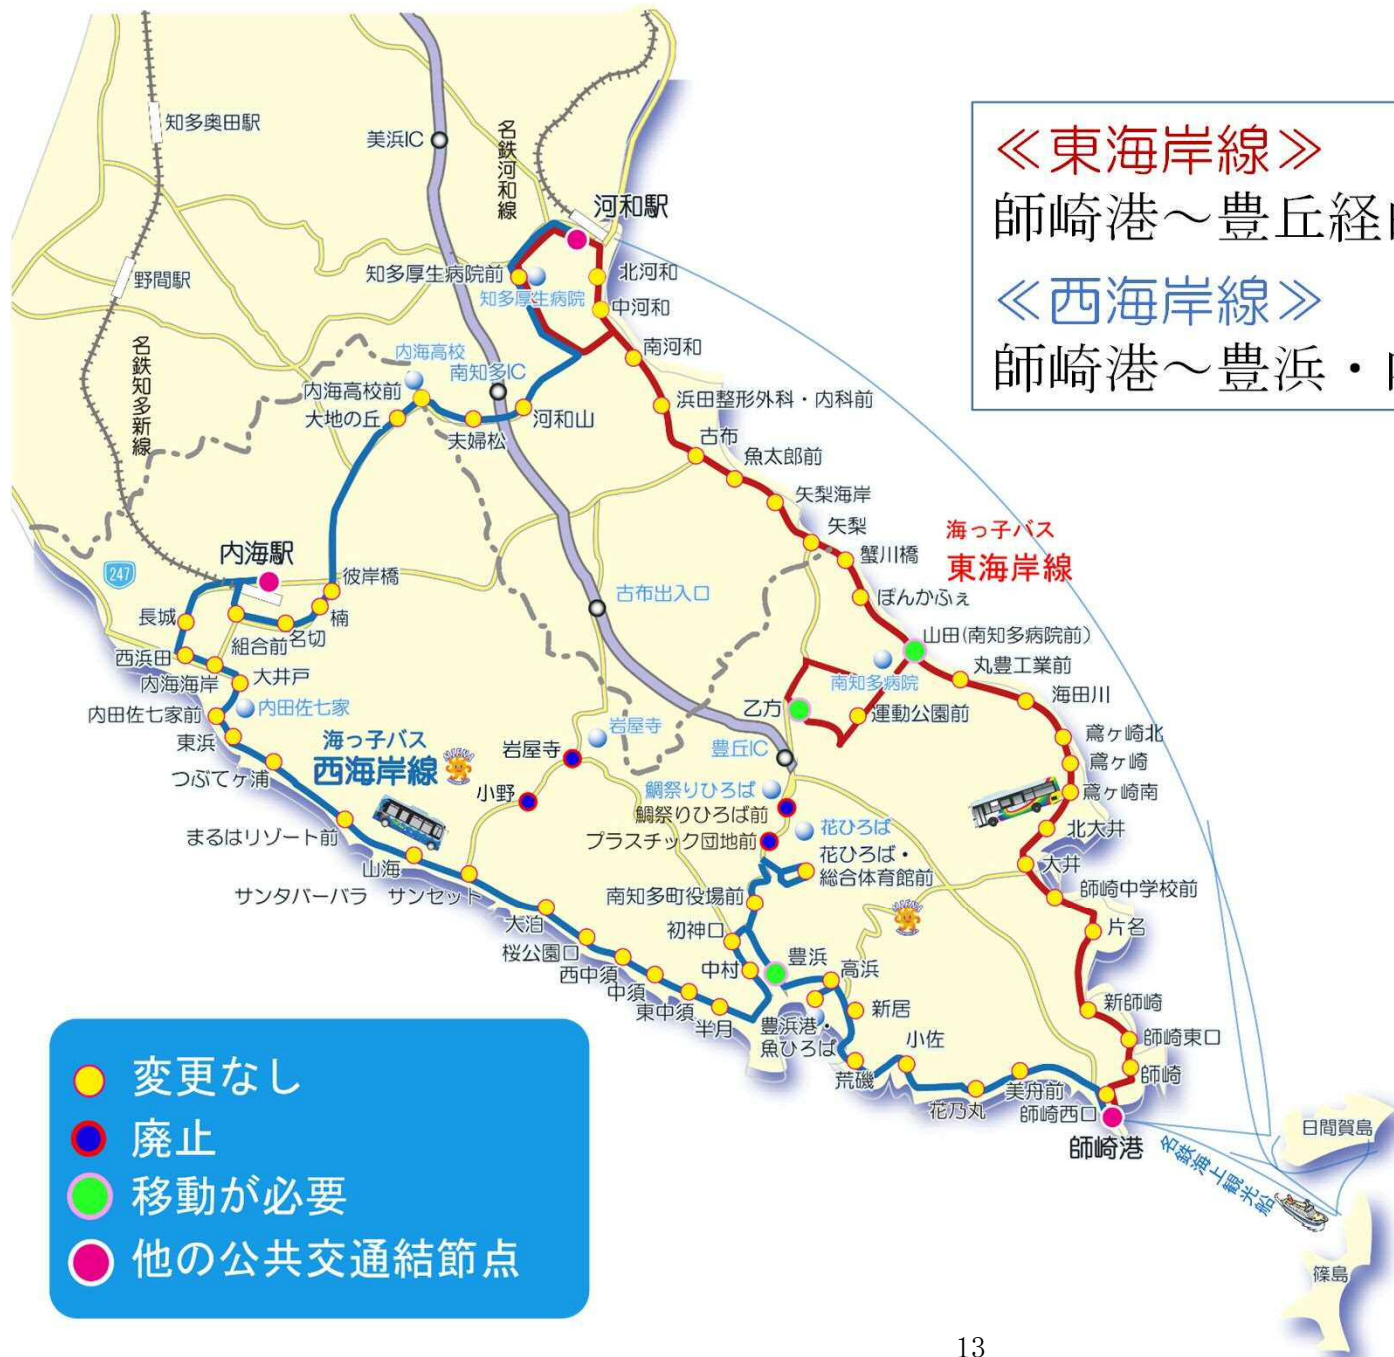 ≪東海岸線≫
師崎港～豊丘経由
≪西海岸線≫
師崎港～豊浜・
知多奥田駅
美浜IC
名鉄河和線
河和駅
野間駅
知多厚生病院前
知多厚生病院
北河和
中河和
名鉄知多新線
内海高校
南知多IC
南河和
内海高校前
大地の丘
夫婦松
河和山
浜田整形外科・内科前
古布
魚太郎前
矢梨海岸
矢梨
海っ子バス
東海岸線
蟹川橋
内海駅
247
彼岸橋
古布出入口
ぽんかふぇ
長城
楠
名切
組合前
山田(南知多病院前)
西浜田
内海海岸
大井戸
丸豊工業前
南知多病院
海田川
内田佐七家前
内田佐七家
乙方
運動公園前
東浜
海っ子バス
西海岸線
岩屋寺
岩屋寺
豊丘IC
鳶ヶ崎北
鳶ヶ崎
つぶてヶ浦
小野
鯛祭りひろば
鯛祭りひろば前
鳶ヶ崎南
まるはリゾート前
プラスチック団地前
花ひろば
花ひろば・
総合体育館前
北大井
大井
山海
サンタバーバラ
サンセット
南知多町役場前
師崎中学校前
大泊
初神口
片名
桜公園口
中村
豊浜
高浜
西中須
中須
東中須
半月
新居
新師崎
豊浜港・
魚ひろば
小佐
師崎東口
荒磯
師崎
花乃丸
美舟前
師崎西口
師崎港
日間賀島
名鉄海上観光船
篠島
変更なし
廃止
移動が必要
他の公共交通結節点
13